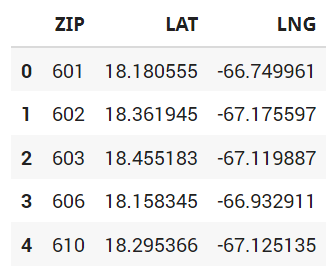 ZIP LAT LNG
0 601 18.180555 -66.749961
1 602 18.361945 -67.175597
2 603 18.455183 -67.119887
3 606 18.158345 -66.932911
4 610 18.295366 -67.125135